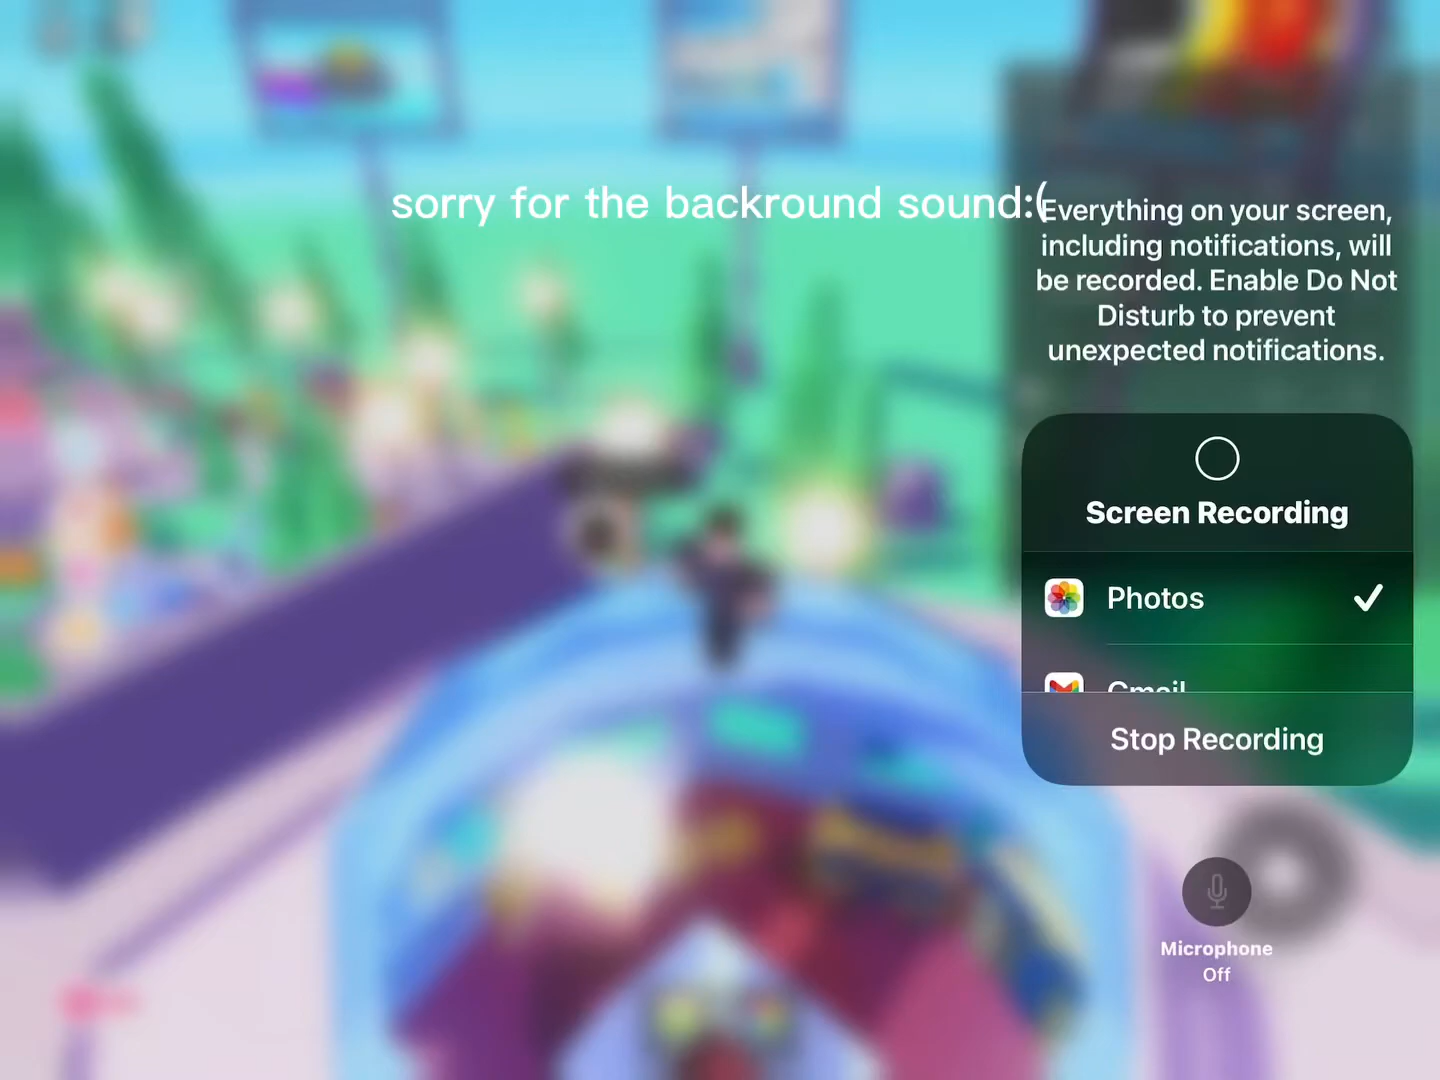 sorry for the backround sound:(
Everything on your screen,
including notifications, will
be recorded. Enable Do Not
Disturb to prevent
unexpected notifications.
Screen Recording
Photos
Gmail
Stop Recording
Microphone
Off